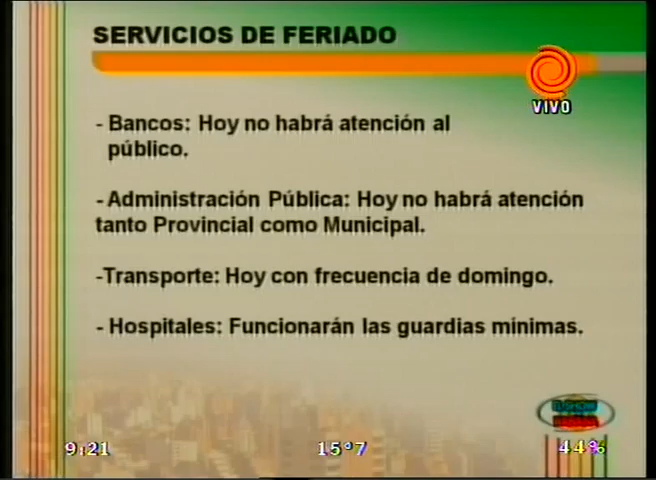 SERVICIOS DE FERIADO
VIVO
- Bancos: Hoy no habrá atención al
público.
- Administración Pública: Hoy no habrá atención
tanto Provincial como Municipal.
-Transporte: Hoy con frecuencia de domingo.
- Hospitales: Funcionarán las guardias mínimas.
9:21
15°7
44%